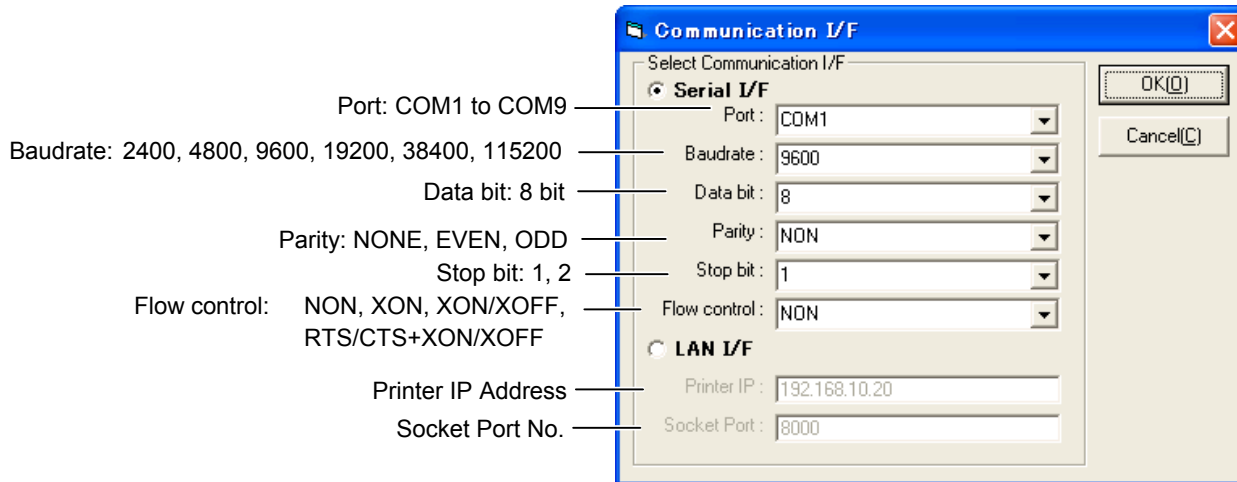 Communication I/F
Select Communication I/F
Serial I/F
OK(O)
Port: COM1 to COM9
Port :
COM1
Cancel(C)
Baudrate: 2400, 4800, 9600, 19200, 38400, 115200
Baudrate :
9600
Data bit: 8 bit
Data bit :
8
Parity: NONE, EVEN, ODD
Parity :
NON
Stop bit: 1, 2
Stop bit :
1
Flow control: NON, XON, XON/XOFF,
RTS/CTS+XON/XOFF
Flow control :
NON
LAN I/F
Printer IP Address
Printer IP :
192.168.10.20
Socket Port No.
Socket Port :
8000